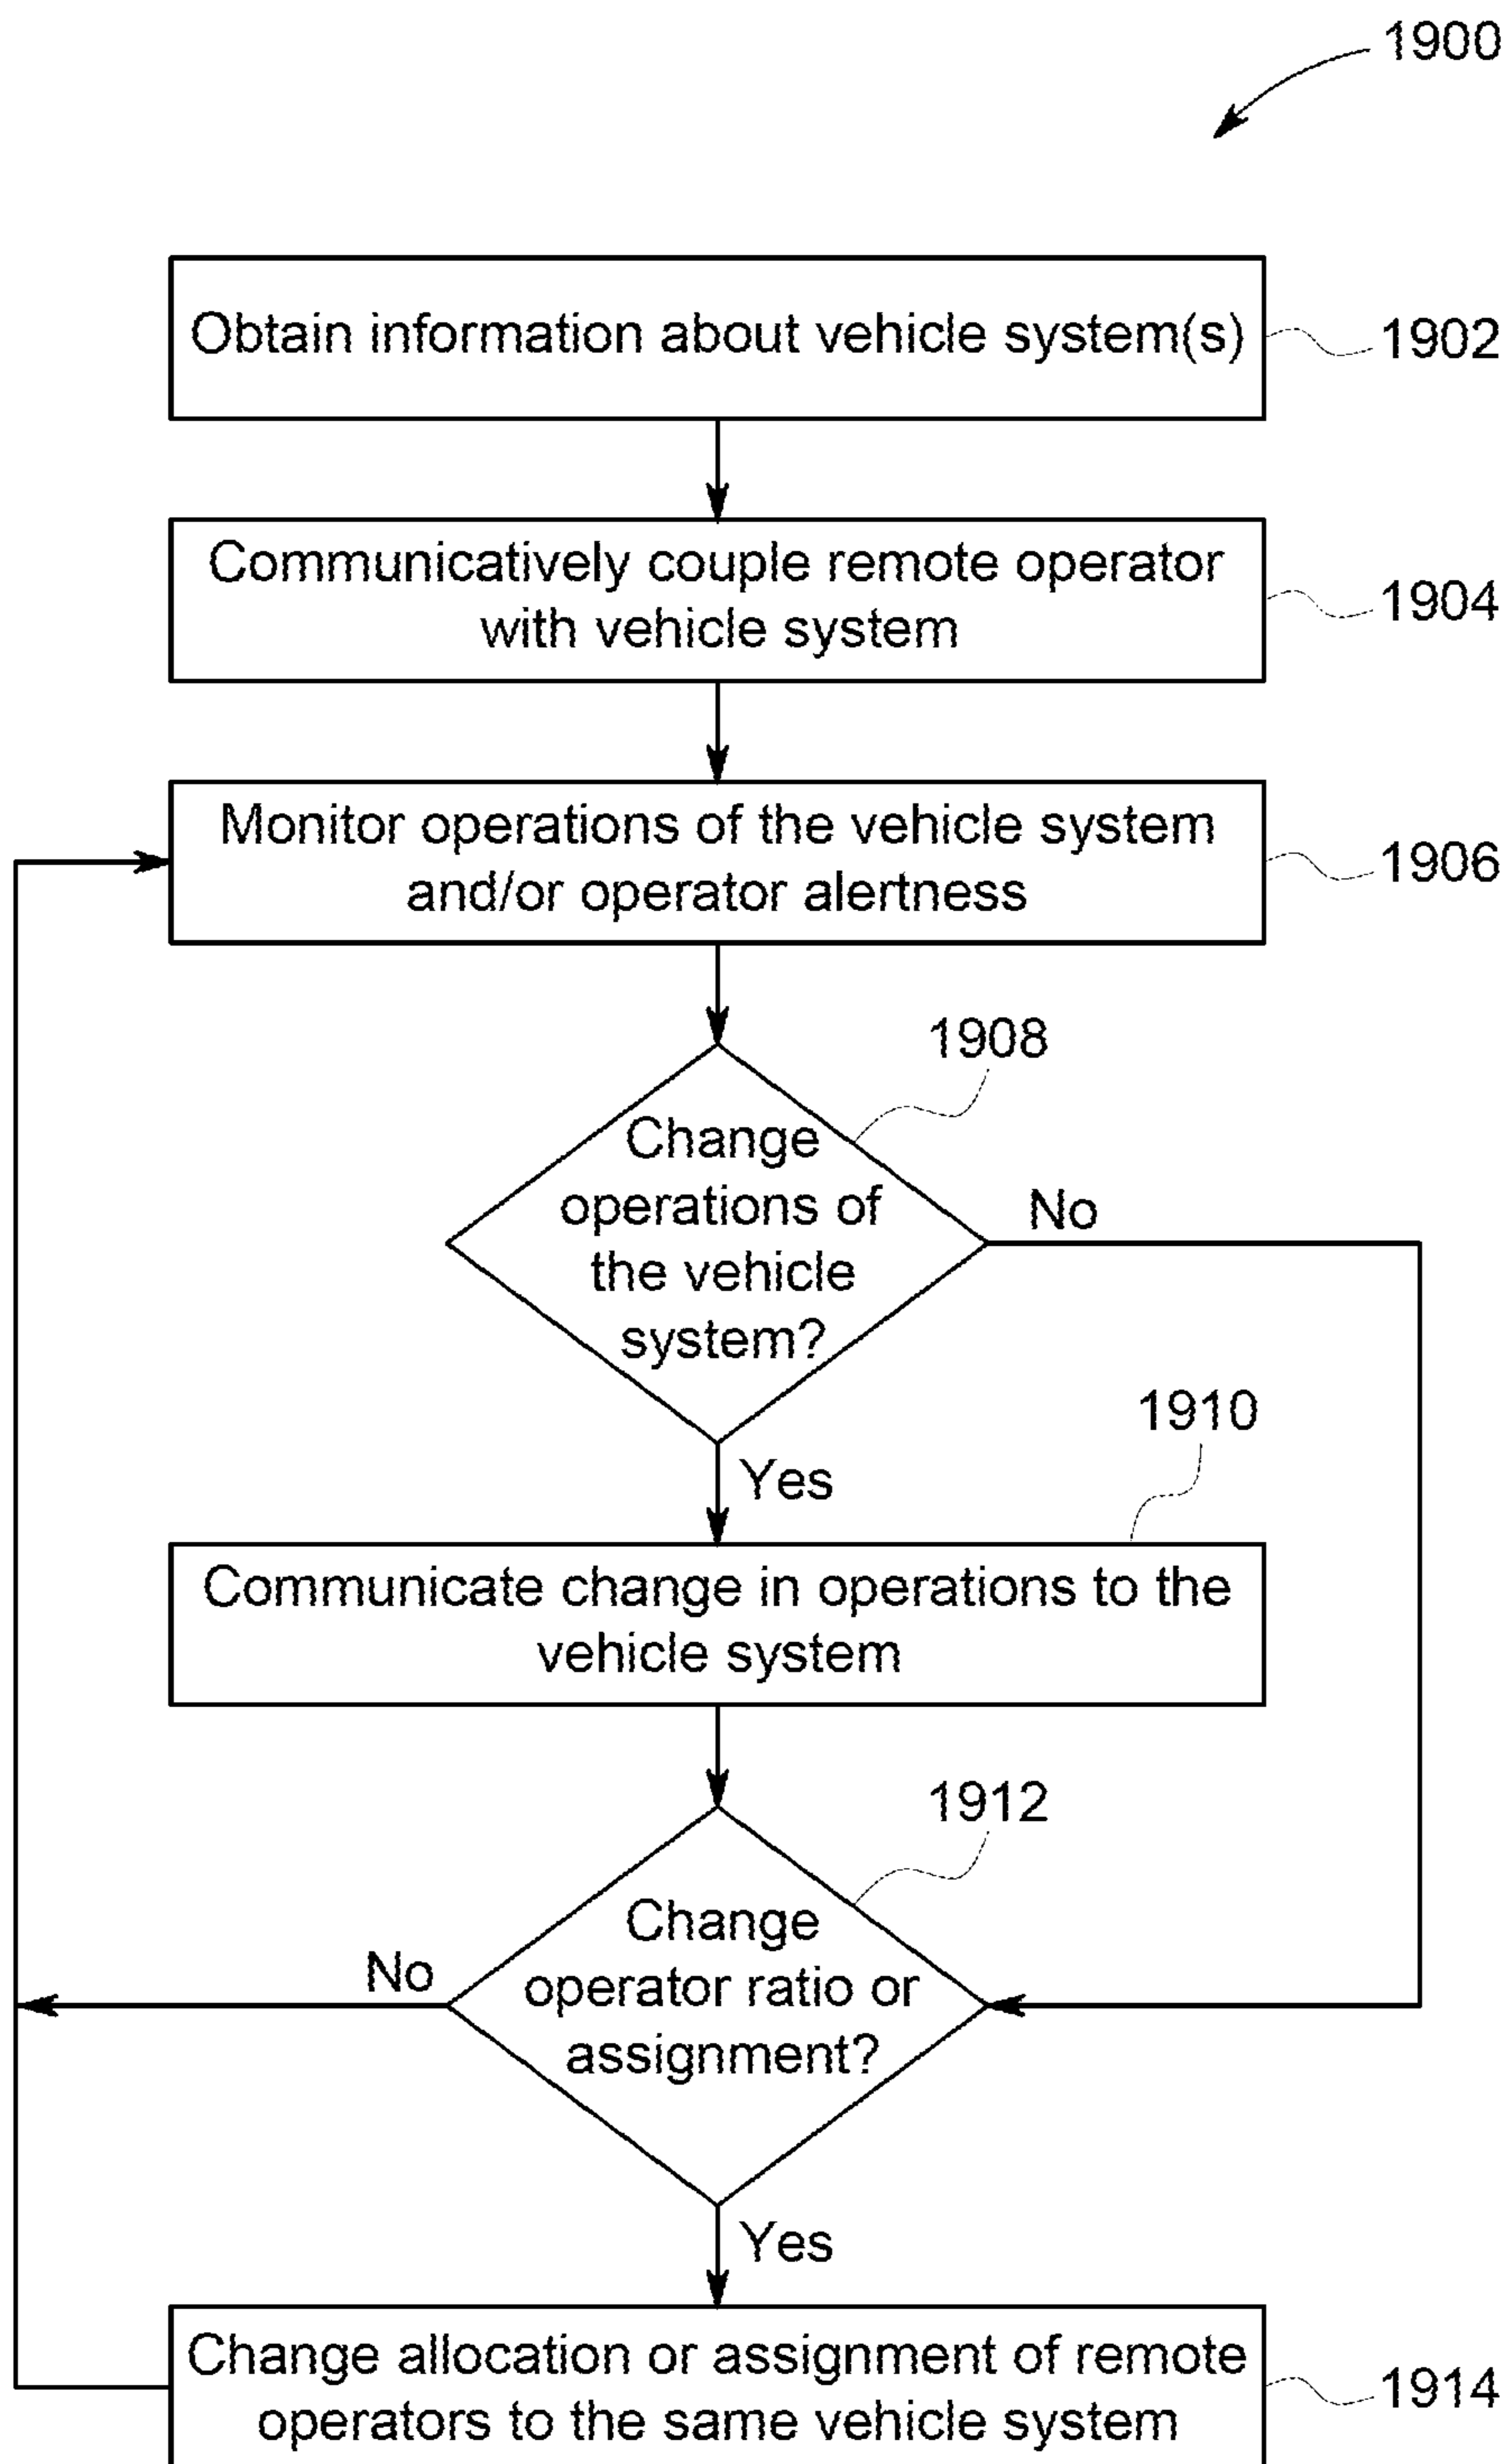 1900
Obtain information about vehicle system(s)
1902
Communicatively couple remote operator
with vehicle system
1904
Monitor operations of the vehicle system
and/or operator alertness
1906
1908
Change
operations of
the vehicle
system?
No
Yes
1910
Communicate change in operations to the
vehicle system
1912
Change
operator ratio or
assignment?
No
Yes
Change allocation or assignment of remote
operators to the same vehicle system
1914